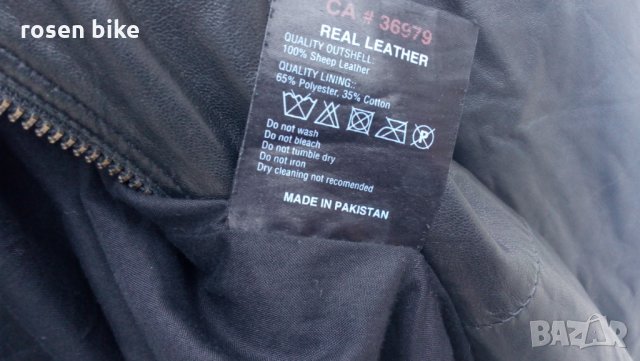 rosen bike
CA # 36979
REAL LEATHER
QUALITY OUTSHELL:
100% Sheep Leather
QUALITY LINING::
65% Polyester, 35% Cotton
Do not wash
Do not bleach
Do not tumble dry
Do not iron
Dry cleaning not recomended
MADE IN PAKISTAN
BAZAR